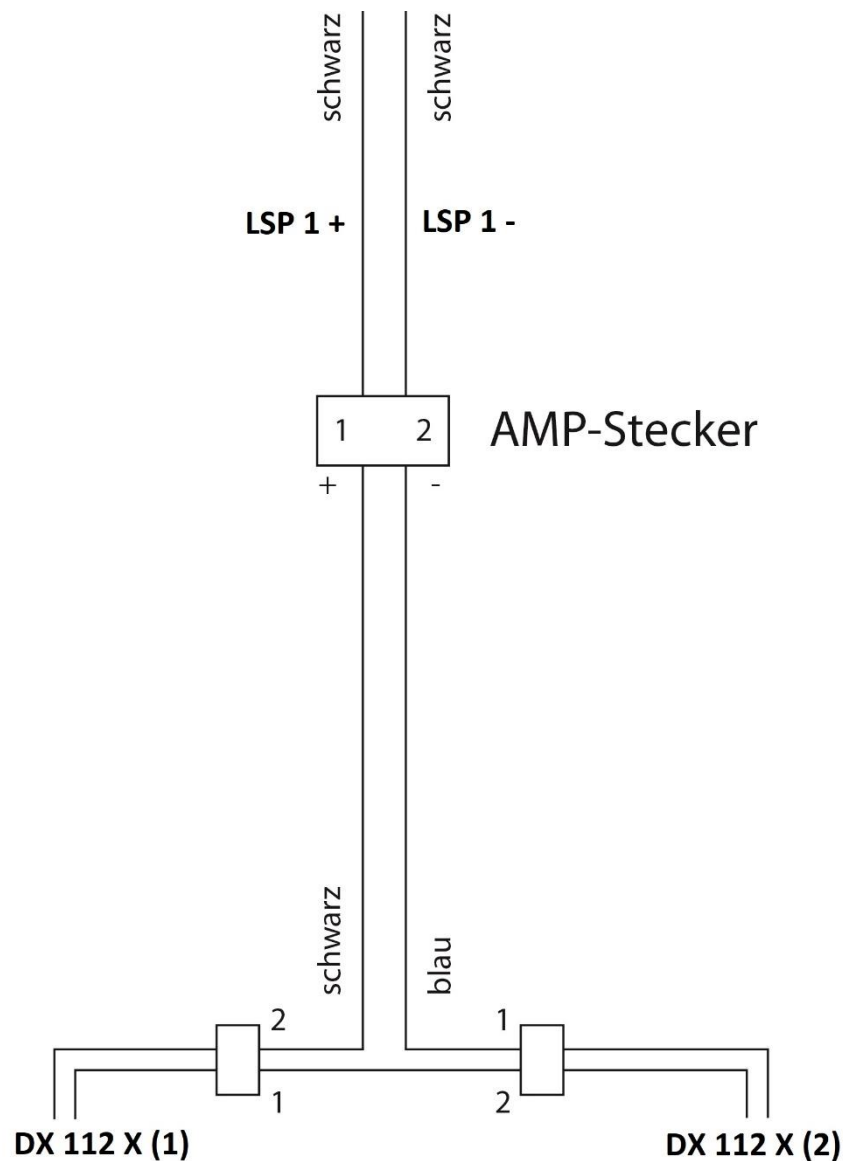 schwarz schwarz
LSP 1 + LSP 1 -
1 2 AMP-Stecker
+ -
schwarz blau
2 1
1 2
DX 112 X (1) DX 112 X (2)